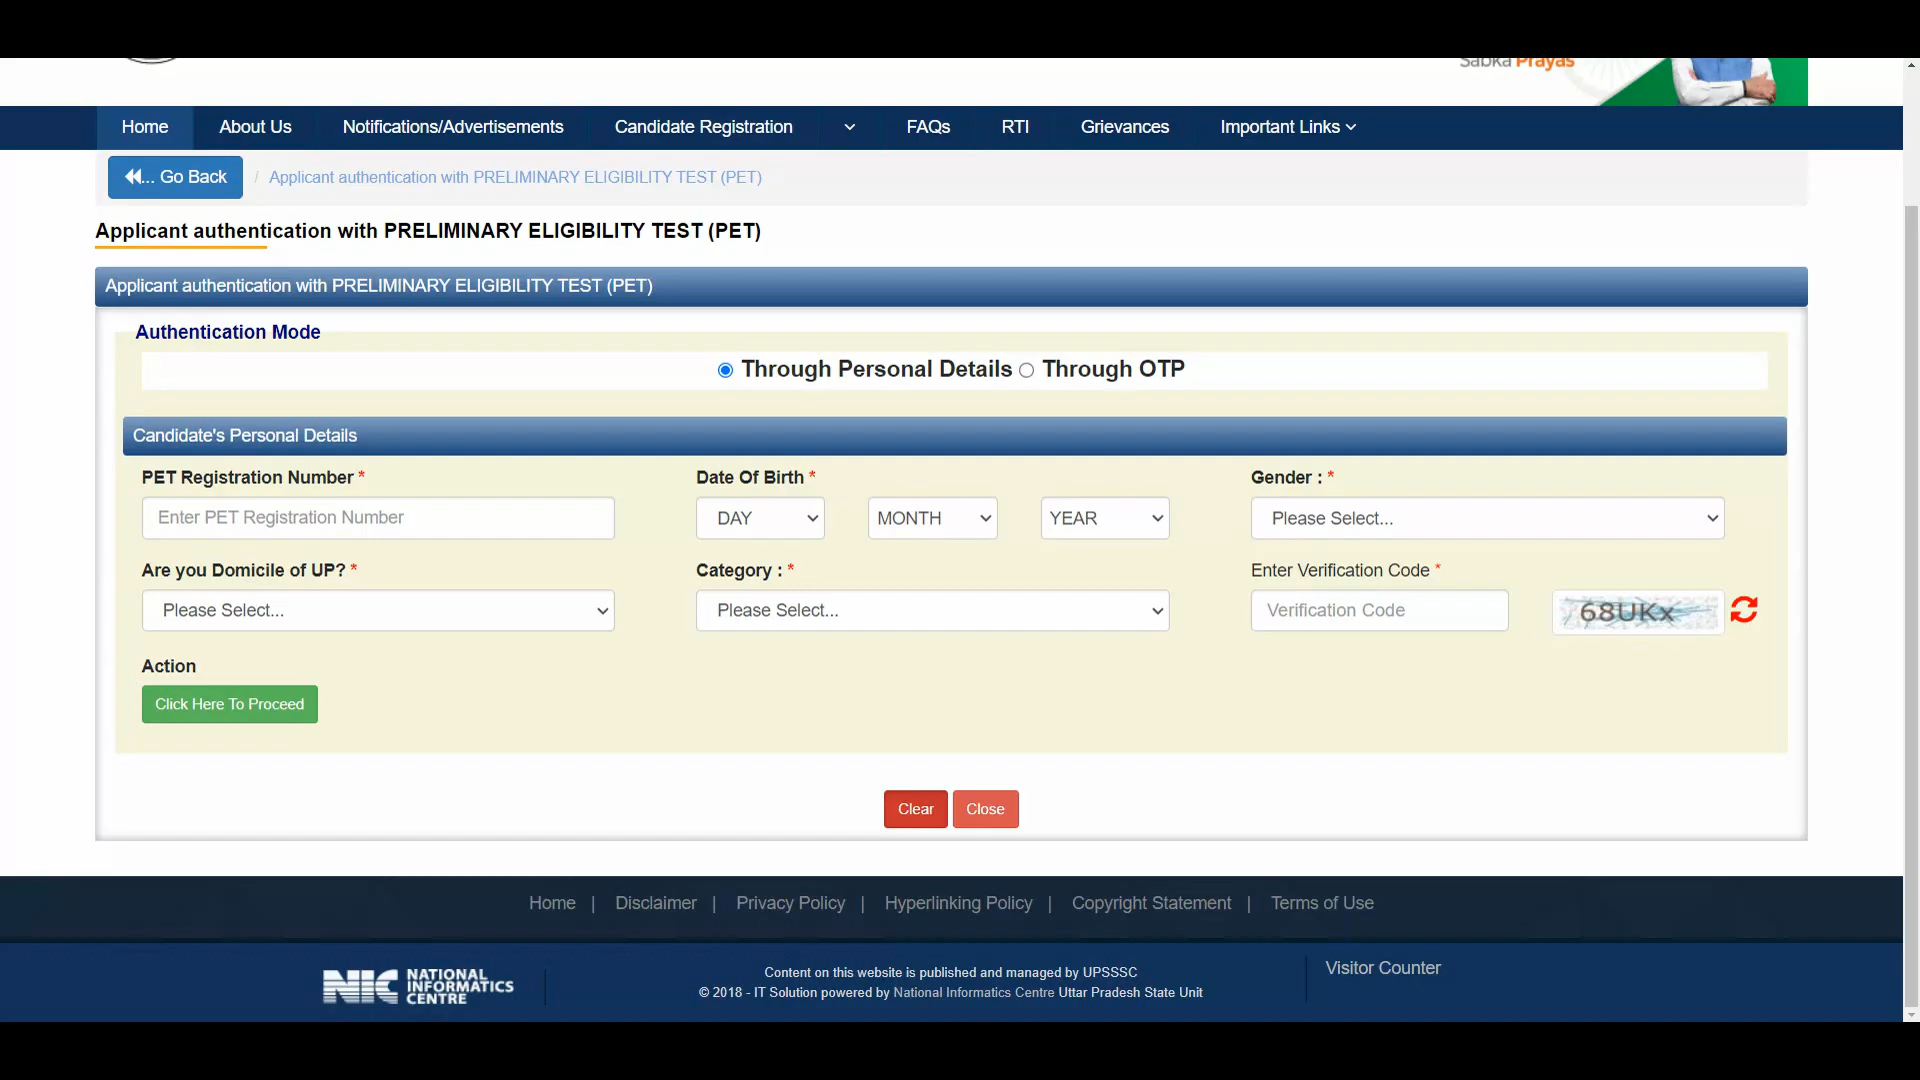 Sabka Prayas
Home About Us Notifications/Advertisements Candidate Registration FAQs RTI Grievances Important Links
... Go Back / Applicant authentication with PRELIMINARY ELIGIBILITY TEST (PET)
Applicant authentication with PRELIMINARY ELIGIBILITY TEST (PET)
Applicant authentication with PRELIMINARY ELIGIBILITY TEST (PET)
Authentication Mode
Through Personal Details Through OTP
Candidate's Personal Details
PET Registration Number * Date Of Birth * Gender : *
Enter PET Registration Number DAY MONTH YEAR Please Select...
Are you Domicile of UP? * Category : * Enter Verification Code *
Please Select... Please Select... Verification Code 68UKx
Action
Click Here To Proceed
Clear Close
Home | Disclaimer | Privacy Policy | Hyperlinking Policy | Copyright Statement | Terms of Use
NIC NATIONAL INFORMATICS CENTRE
Content on this website is published and managed by UPSSSC
© 2018 - IT Solution powered by National Informatics Centre Uttar Pradesh State Unit
Visitor Counter